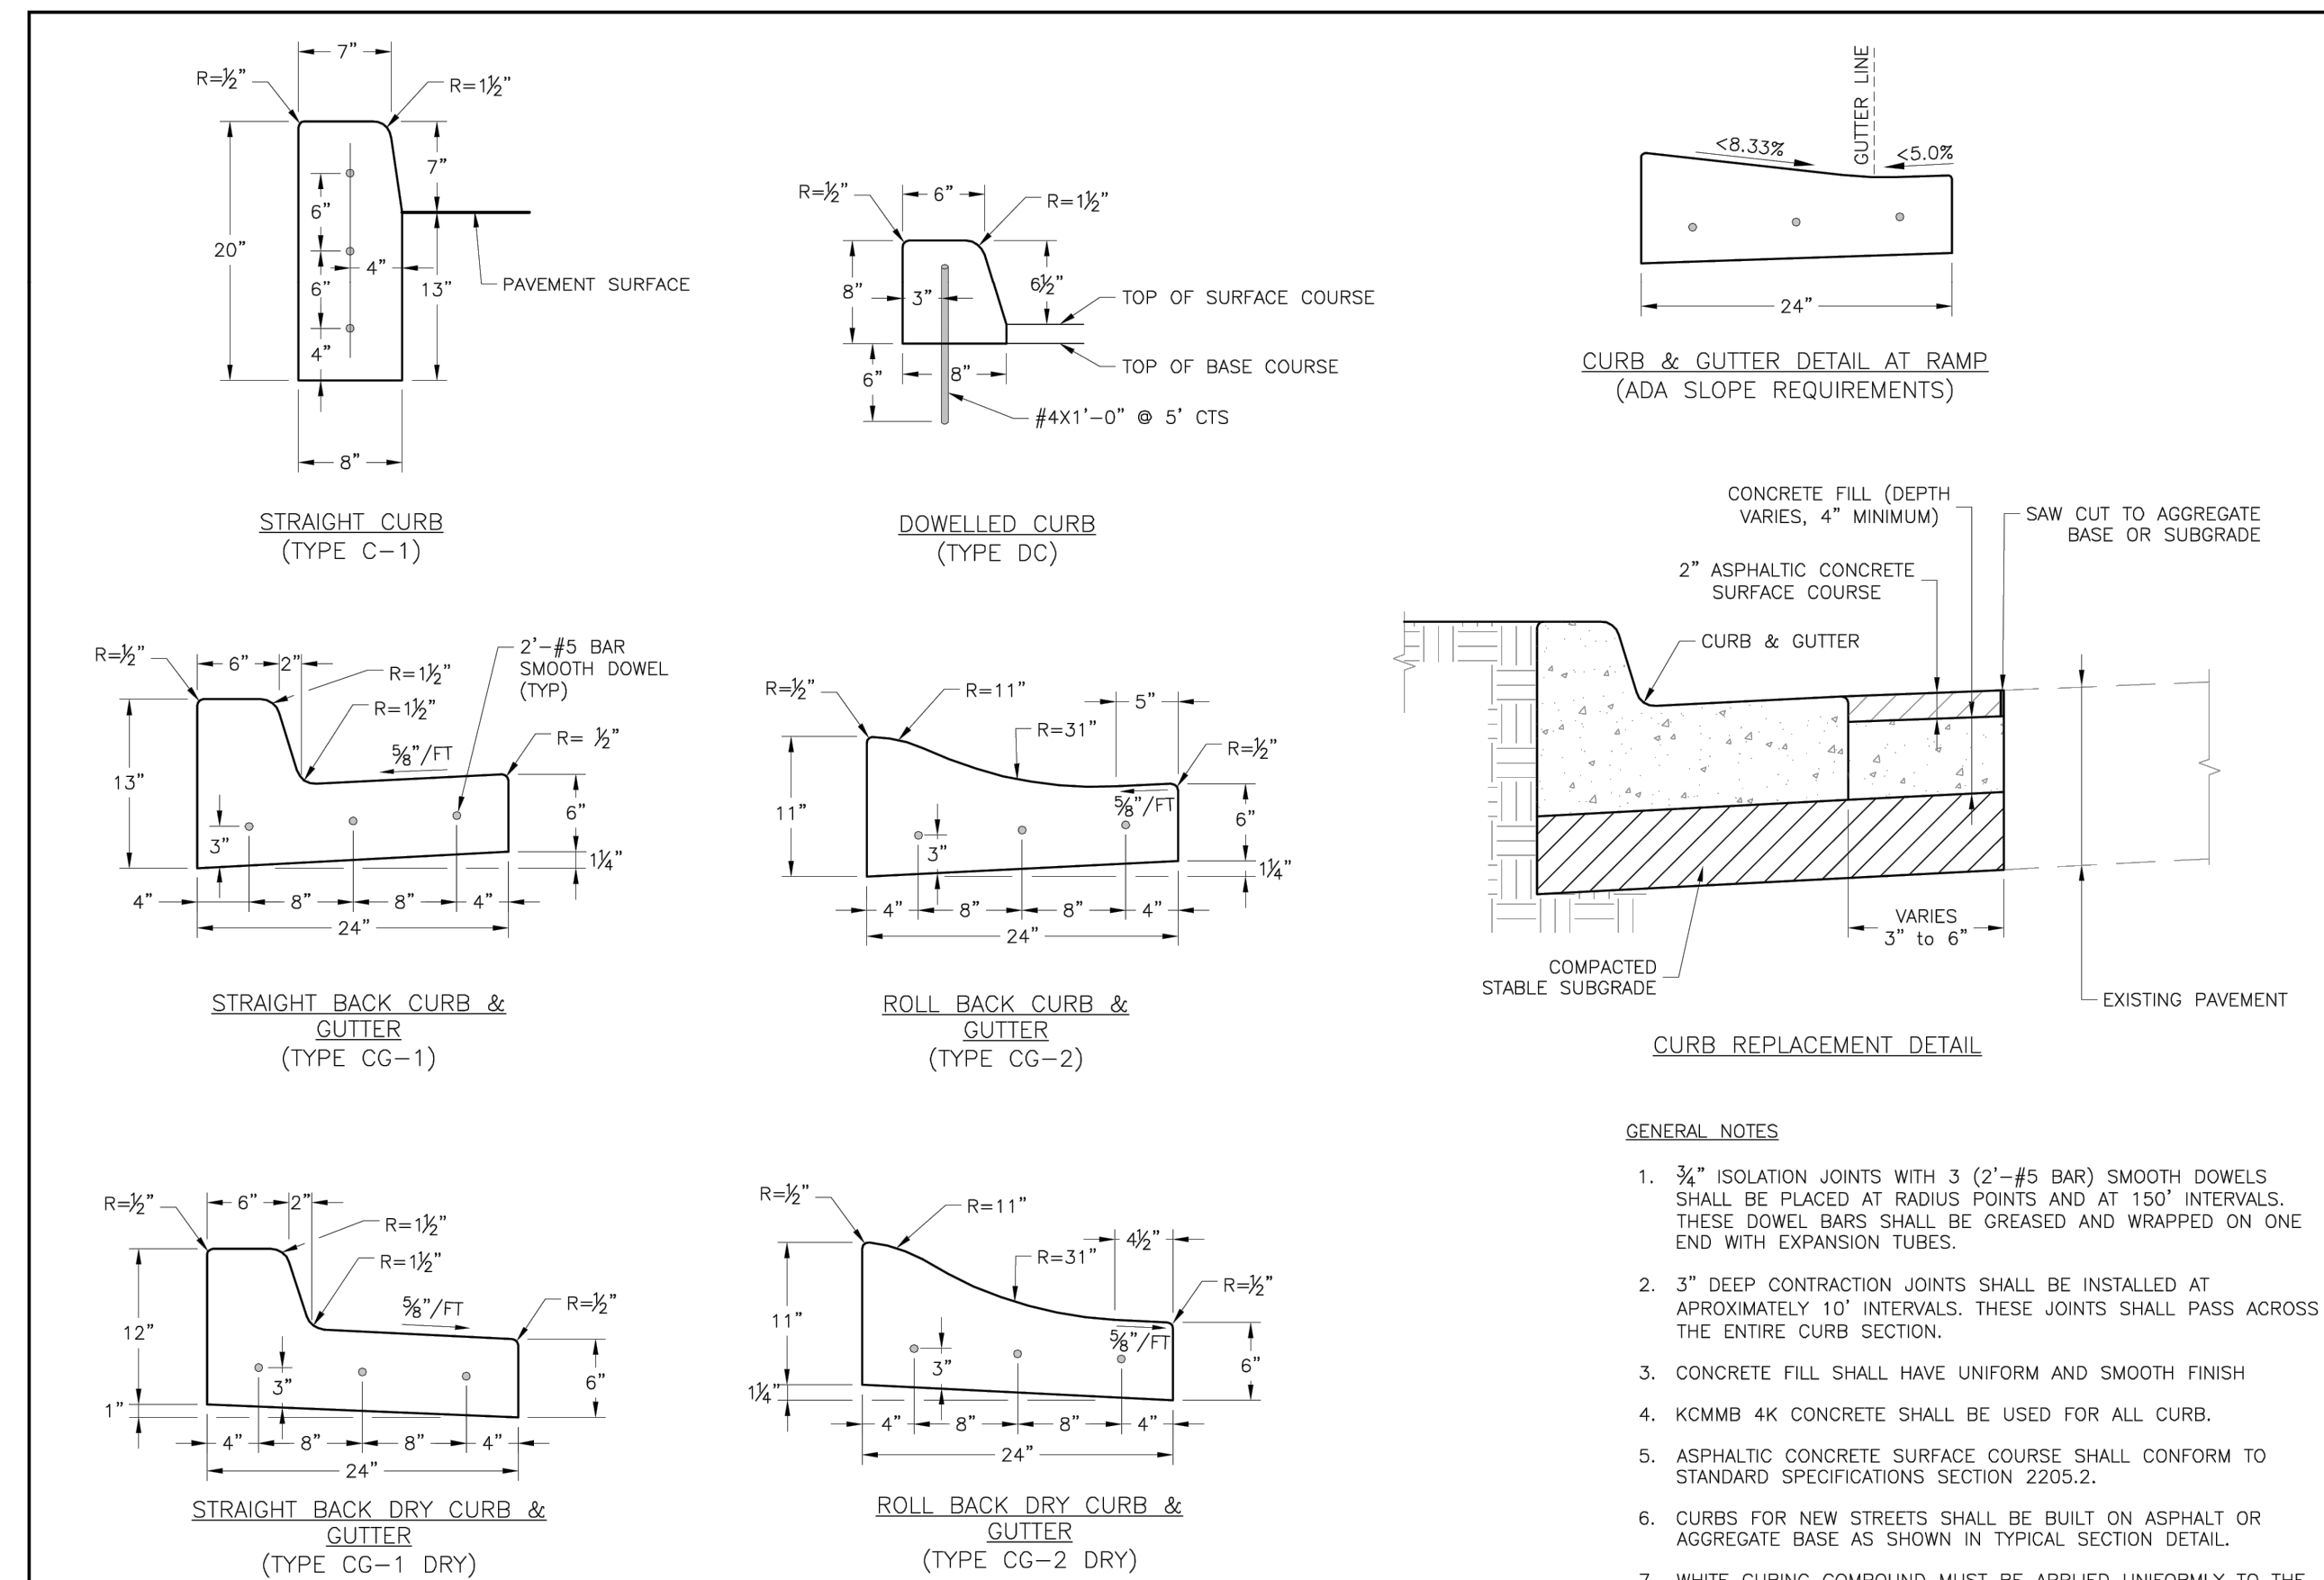 7"
R=½"
R=1½"
7"
6"
20"
4"
6"
13"
PAVEMENT SURFACE
4"
8"
STRAIGHT CURB
(TYPE C-1)
R=½"
6"
R=1½"
8"
3"
6½"
TOP OF SURFACE COURSE
TOP OF BASE COURSE
6"
8"
#4X1'-0" @ 5' CTS
DOWELLED CURB
(TYPE DC)
GUTTER LINE
<8.33%
<5.0%
24"
CURB & GUTTER DETAIL AT RAMP
(ADA SLOPE REQUIREMENTS)
R=½"
6"
2"
R=1½"
R=1½"
2'-#5 BAR
SMOOTH DOWEL
(TYP)
⅝"/FT
R= ½"
13"
3"
6"
1¼"
4"
8"
8"
4"
24"
STRAIGHT BACK CURB &
GUTTER
(TYPE CG-1)
R=½"
R=11"
5"
R=31"
R=½"
11"
⅝"/FT
3"
6"
1¼"
4"
8"
8"
4"
24"
ROLL BACK CURB &
GUTTER
(TYPE CG-2)
CONCRETE FILL (DEPTH
VARIES, 4" MINIMUM)
SAW CUT TO AGGREGATE
BASE OR SUBGRADE
2" ASPHALTIC CONCRETE
SURFACE COURSE
CURB & GUTTER
VARIES
3" to 6"
COMPACTED
STABLE SUBGRADE
EXISTING PAVEMENT
CURB REPLACEMENT DETAIL
R=½"
6"
2"
R=1½"
R=1½"
⅝"/FT
R=½"
12"
3"
6"
1"
4"
8"
8"
4"
24"
STRAIGHT BACK DRY CURB &
GUTTER
(TYPE CG-1 DRY)
R=½"
R=11"
4½"
R=31"
R=½"
11"
⅝"/FT
3"
6"
1¼"
4"
8"
8"
4"
24"
ROLL BACK DRY CURB &
GUTTER
(TYPE CG-2 DRY)
GENERAL NOTES
1. ¾" ISOLATION JOINTS WITH 3 (2'-#5 BAR) SMOOTH DOWELS
SHALL BE PLACED AT RADIUS POINTS AND AT 150' INTERVALS.
THESE DOWEL BARS SHALL BE GREASED AND WRAPPED ON ONE
END WITH EXPANSION TUBES.
2. 3" DEEP CONTRACTION JOINTS SHALL BE INSTALLED AT
APROXIMATELY 10' INTERVALS. THESE JOINTS SHALL PASS ACROSS
THE ENTIRE CURB SECTION.
3. CONCRETE FILL SHALL HAVE UNIFORM AND SMOOTH FINISH
4. KCMMB 4K CONCRETE SHALL BE USED FOR ALL CURB.
5. ASPHALTIC CONCRETE SURFACE COURSE SHALL CONFORM TO
STANDARD SPECIFICATIONS SECTION 2205.2.
6. CURBS FOR NEW STREETS SHALL BE BUILT ON ASPHALT OR
AGGREGATE BASE AS SHOWN IN TYPICAL SECTION DETAIL.
7. WHITE CURING COMPOUND MUST BE APPLIED UNIFORMLY TO THE